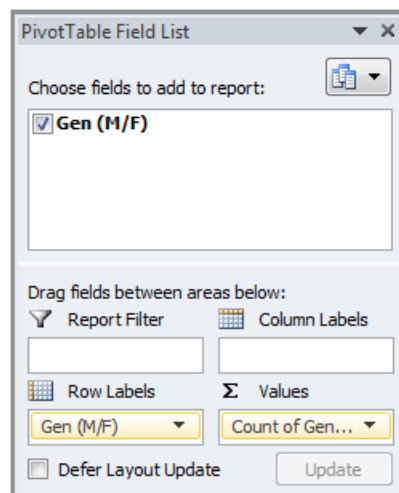 PivotTable Field List
Choose fields to add to report:
Gen (M/F)
Drag fields between areas below:
Report Filter
Column Labels
Row Labels
Σ Values
Gen (M/F)
Count of Gen...
Defer Layout Update
Update